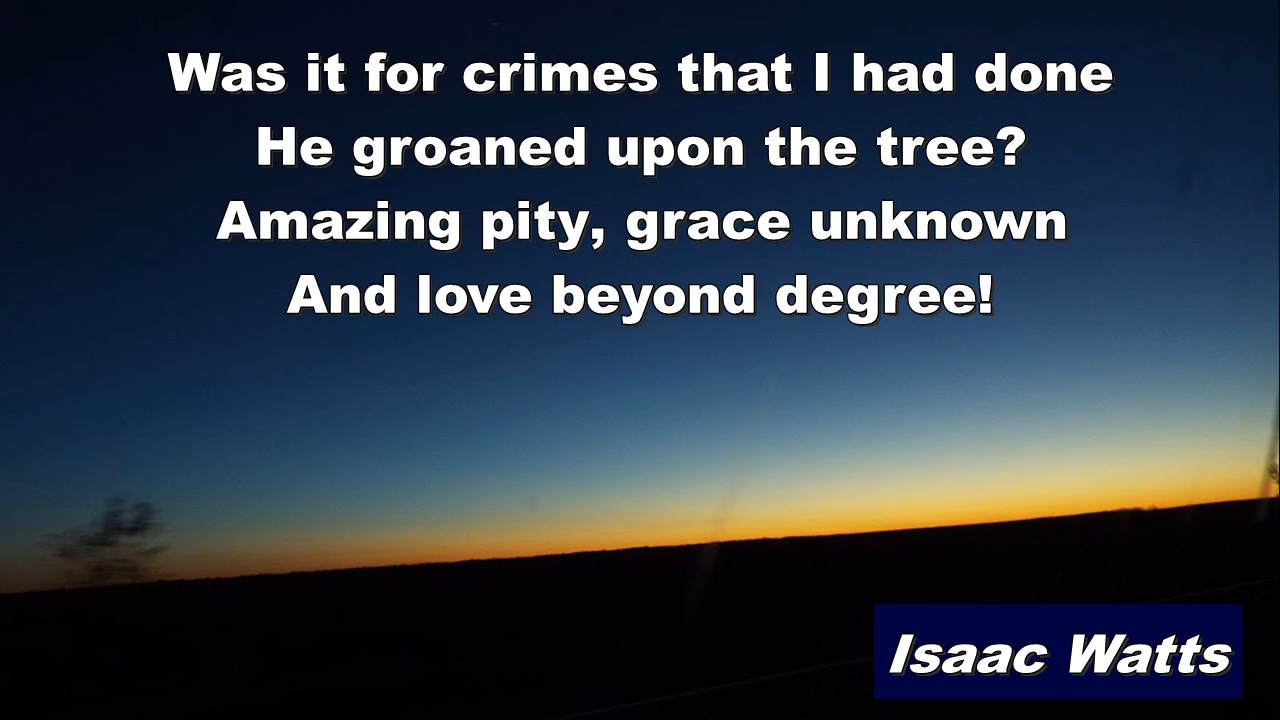 Was it for crimes that I had done
He groaned upon the tree?
Amazing pity, grace unknown
And love beyond degree!
Isaac Watts